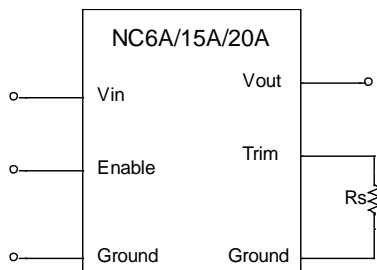 NC6A/15A/20A
Vin
Vout
Enable
Trim
Rs
Ground
Ground